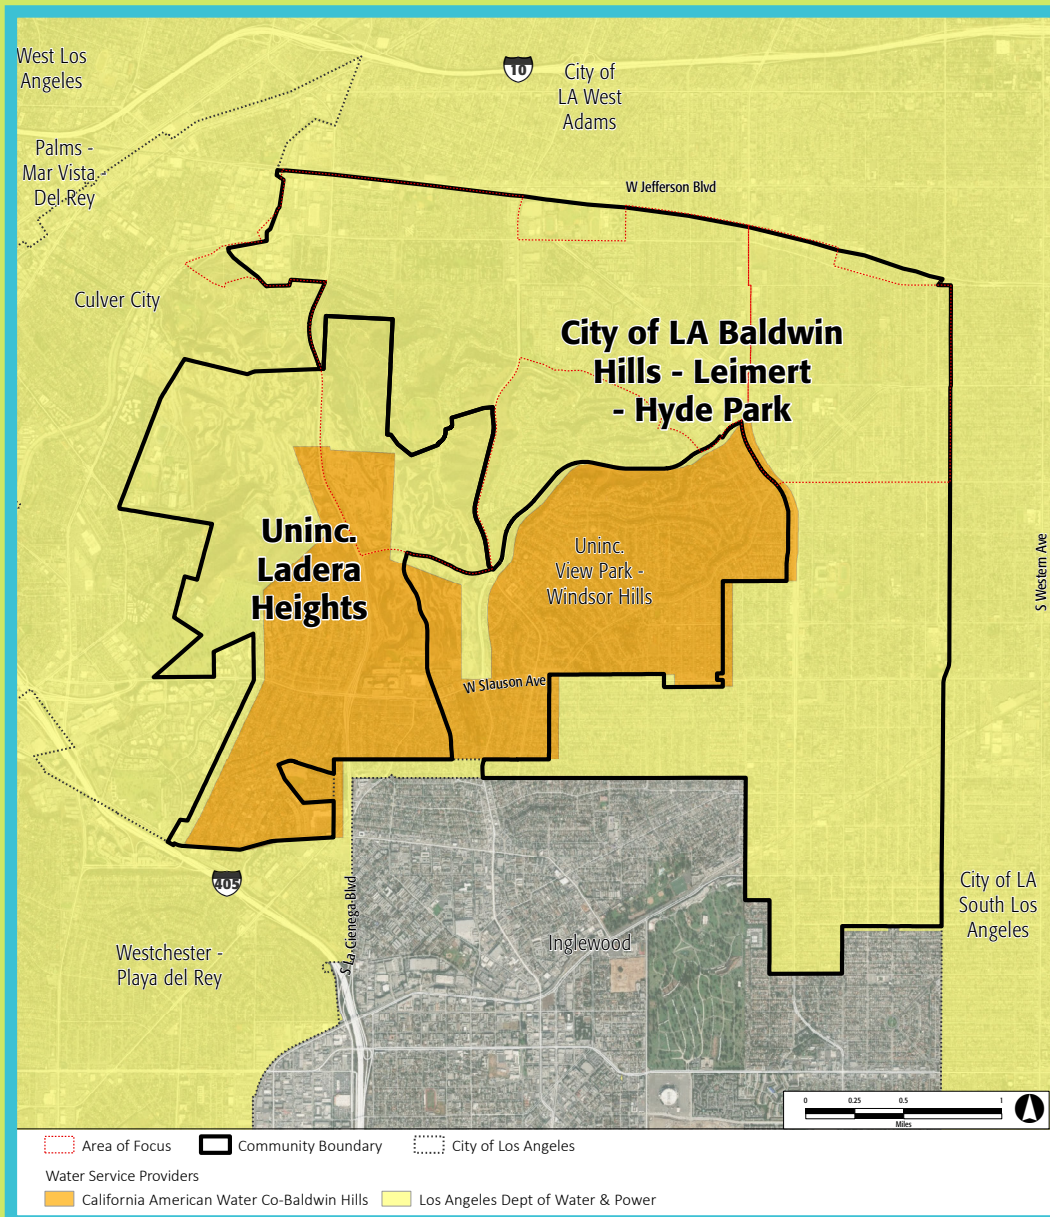 West Los
Angeles
10
City of
LA West
Adams
Palms -
Mar Vista -
Del Rey
W Jefferson Blvd
Culver City
City of LA Baldwin
Hills - Leimert
- Hyde Park
Uninc.
Ladera
Heights
Uninc.
View Park -
Windsor Hills
S Western Ave
W Slauson Ave
405
S La Cienega Blvd
City of LA
South Los
Angeles
Inglewood
Westchester -
Playa del Rey
0 0.25 0.5 1
Miles
Area of Focus Community Boundary City of Los Angeles
Water Service Providers
California American Water Co-Baldwin Hills Los Angeles Dept of Water & Power